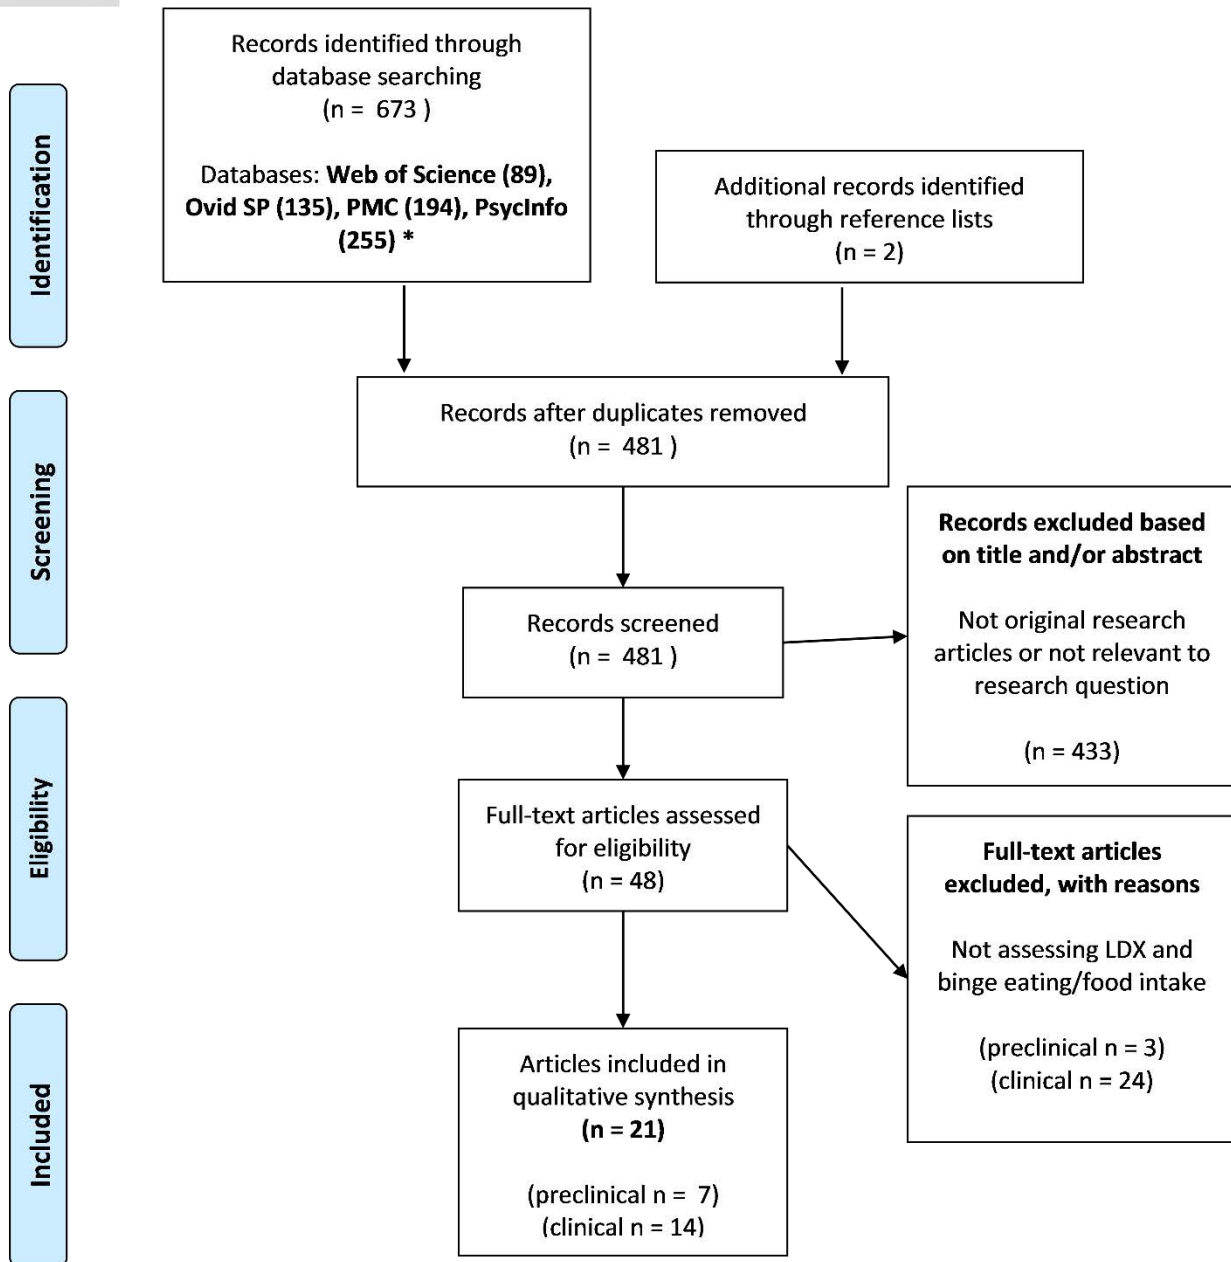 Identification
Records identified through
database searching
(n =  673 )
Databases: Web of Science (89),
Ovid SP (135), PMC (194), PsycInfo
(255) *
Additional records identified
through reference lists
(n = 2)
Screening
Records after duplicates removed
(n =  481 )
Records screened
(n =  481 )
Records excluded based
on title and/or abstract
Not original research
articles or not relevant to
research question
(n = 433)
Eligibility
Full-text articles assessed
for eligibility
(n = 48)
Full-text articles
excluded, with reasons
Not assessing LDX and
binge eating/food intake
(preclinical n = 3)
(clinical n = 24)
Included
Articles included in
qualitative synthesis
(n = 21)
(preclinical n =  7)
(clinical n = 14)